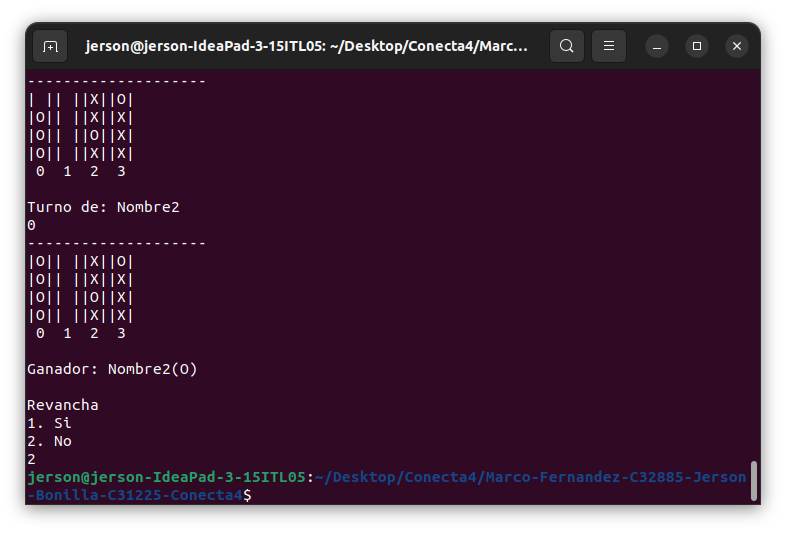 jerson@jerson-IdeaPad-3-15ITL05: ~/Desktop/Conecta4/Marc...
---------------------
| || ||X||O|
|O|| ||X||X|
|O|| ||O||X|
|O|| ||X||X|
 0  1  2  3
Turno de: Nombre2
0
--------------------
|O|| ||X||O|
|O|| ||X||X|
|O|| ||O||X|
|O|| ||X||X|
 0  1  2  3
Ganador: Nombre2(O)
Revancha
1. Si
2. No
2
jerson@jerson-IdeaPad-3-15ITL05:~/Desktop/Conecta4/Marco-Fernandez-C32885-Jerson
-Bonilla-C31225-Conecta4$